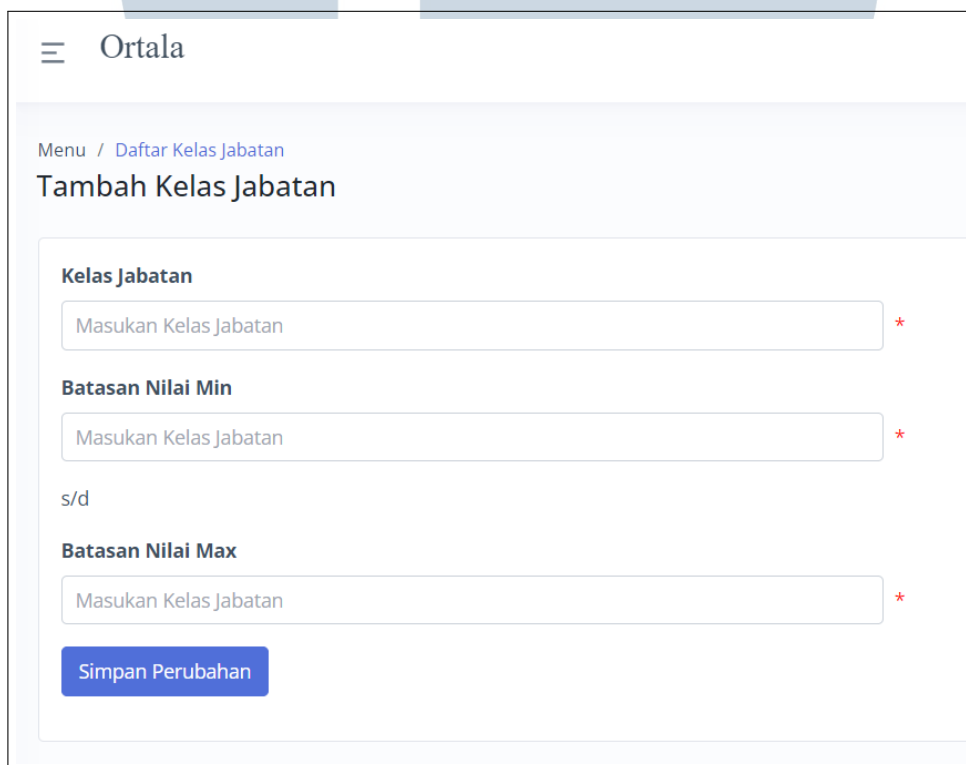 Ortala
Menu / Daftar Kelas Jabatan
Tambah Kelas Jabatan
Kelas Jabatan
Masukan Kelas Jabatan *
Batasan Nilai Min
Masukan Kelas Jabatan *
s/d
Batasan Nilai Max
Masukan Kelas Jabatan *
Simpan Perubahan